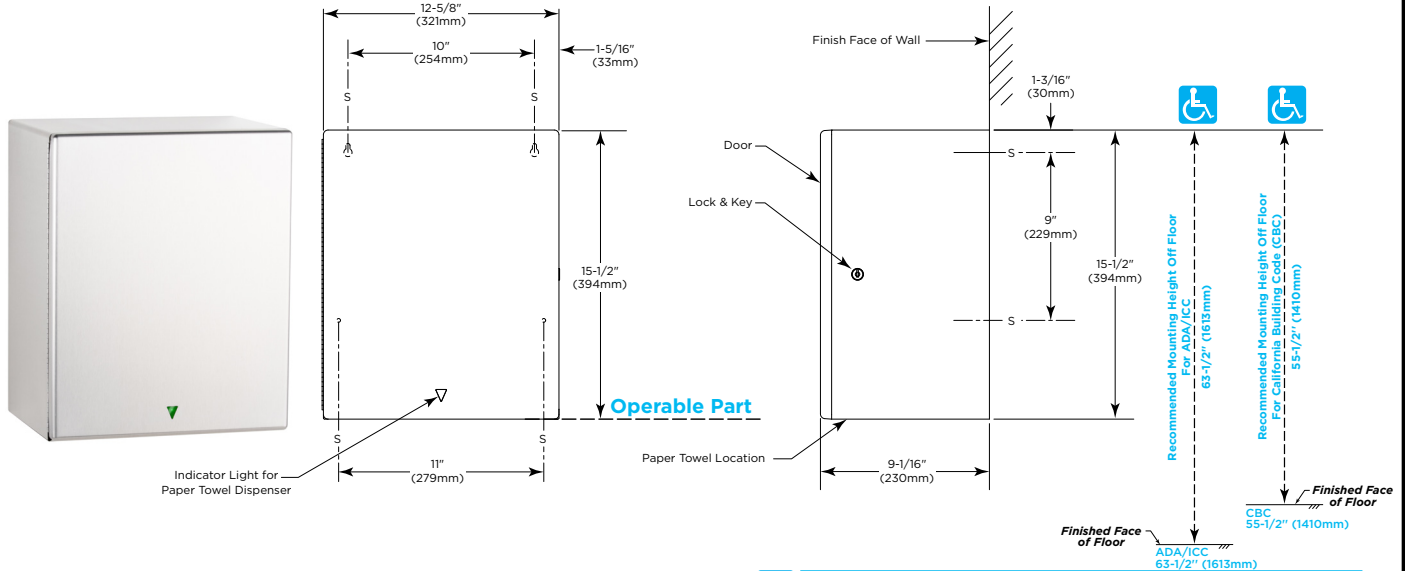 12-5/8"
(321mm)
10"
(254mm)
1-5/16"
(33mm)
S
S
15-1/2"
(394mm)
S
S
11"
(279mm)
Indicator Light for
Paper Towel Dispenser
Operable Part
Finish Face of Wall
1-3/16"
(30mm)
Door
S
Lock & Key
9"
(229mm)
15-1/2"
(394mm)
S
Paper Towel Location
9-1/16"
(230mm)
Recommended Mounting Height Off Floor
For ADA/ICC
63-1/2" (1613mm)
Recommended Mounting Height Off Floor
For California Building Code (CBC)
55-1/2" (1410mm)
Finished Face
of Floor
CBC
55-1/2" (1410mm)
Finished Face
of Floor
ADA/ICC
63-1/2" (1613mm)